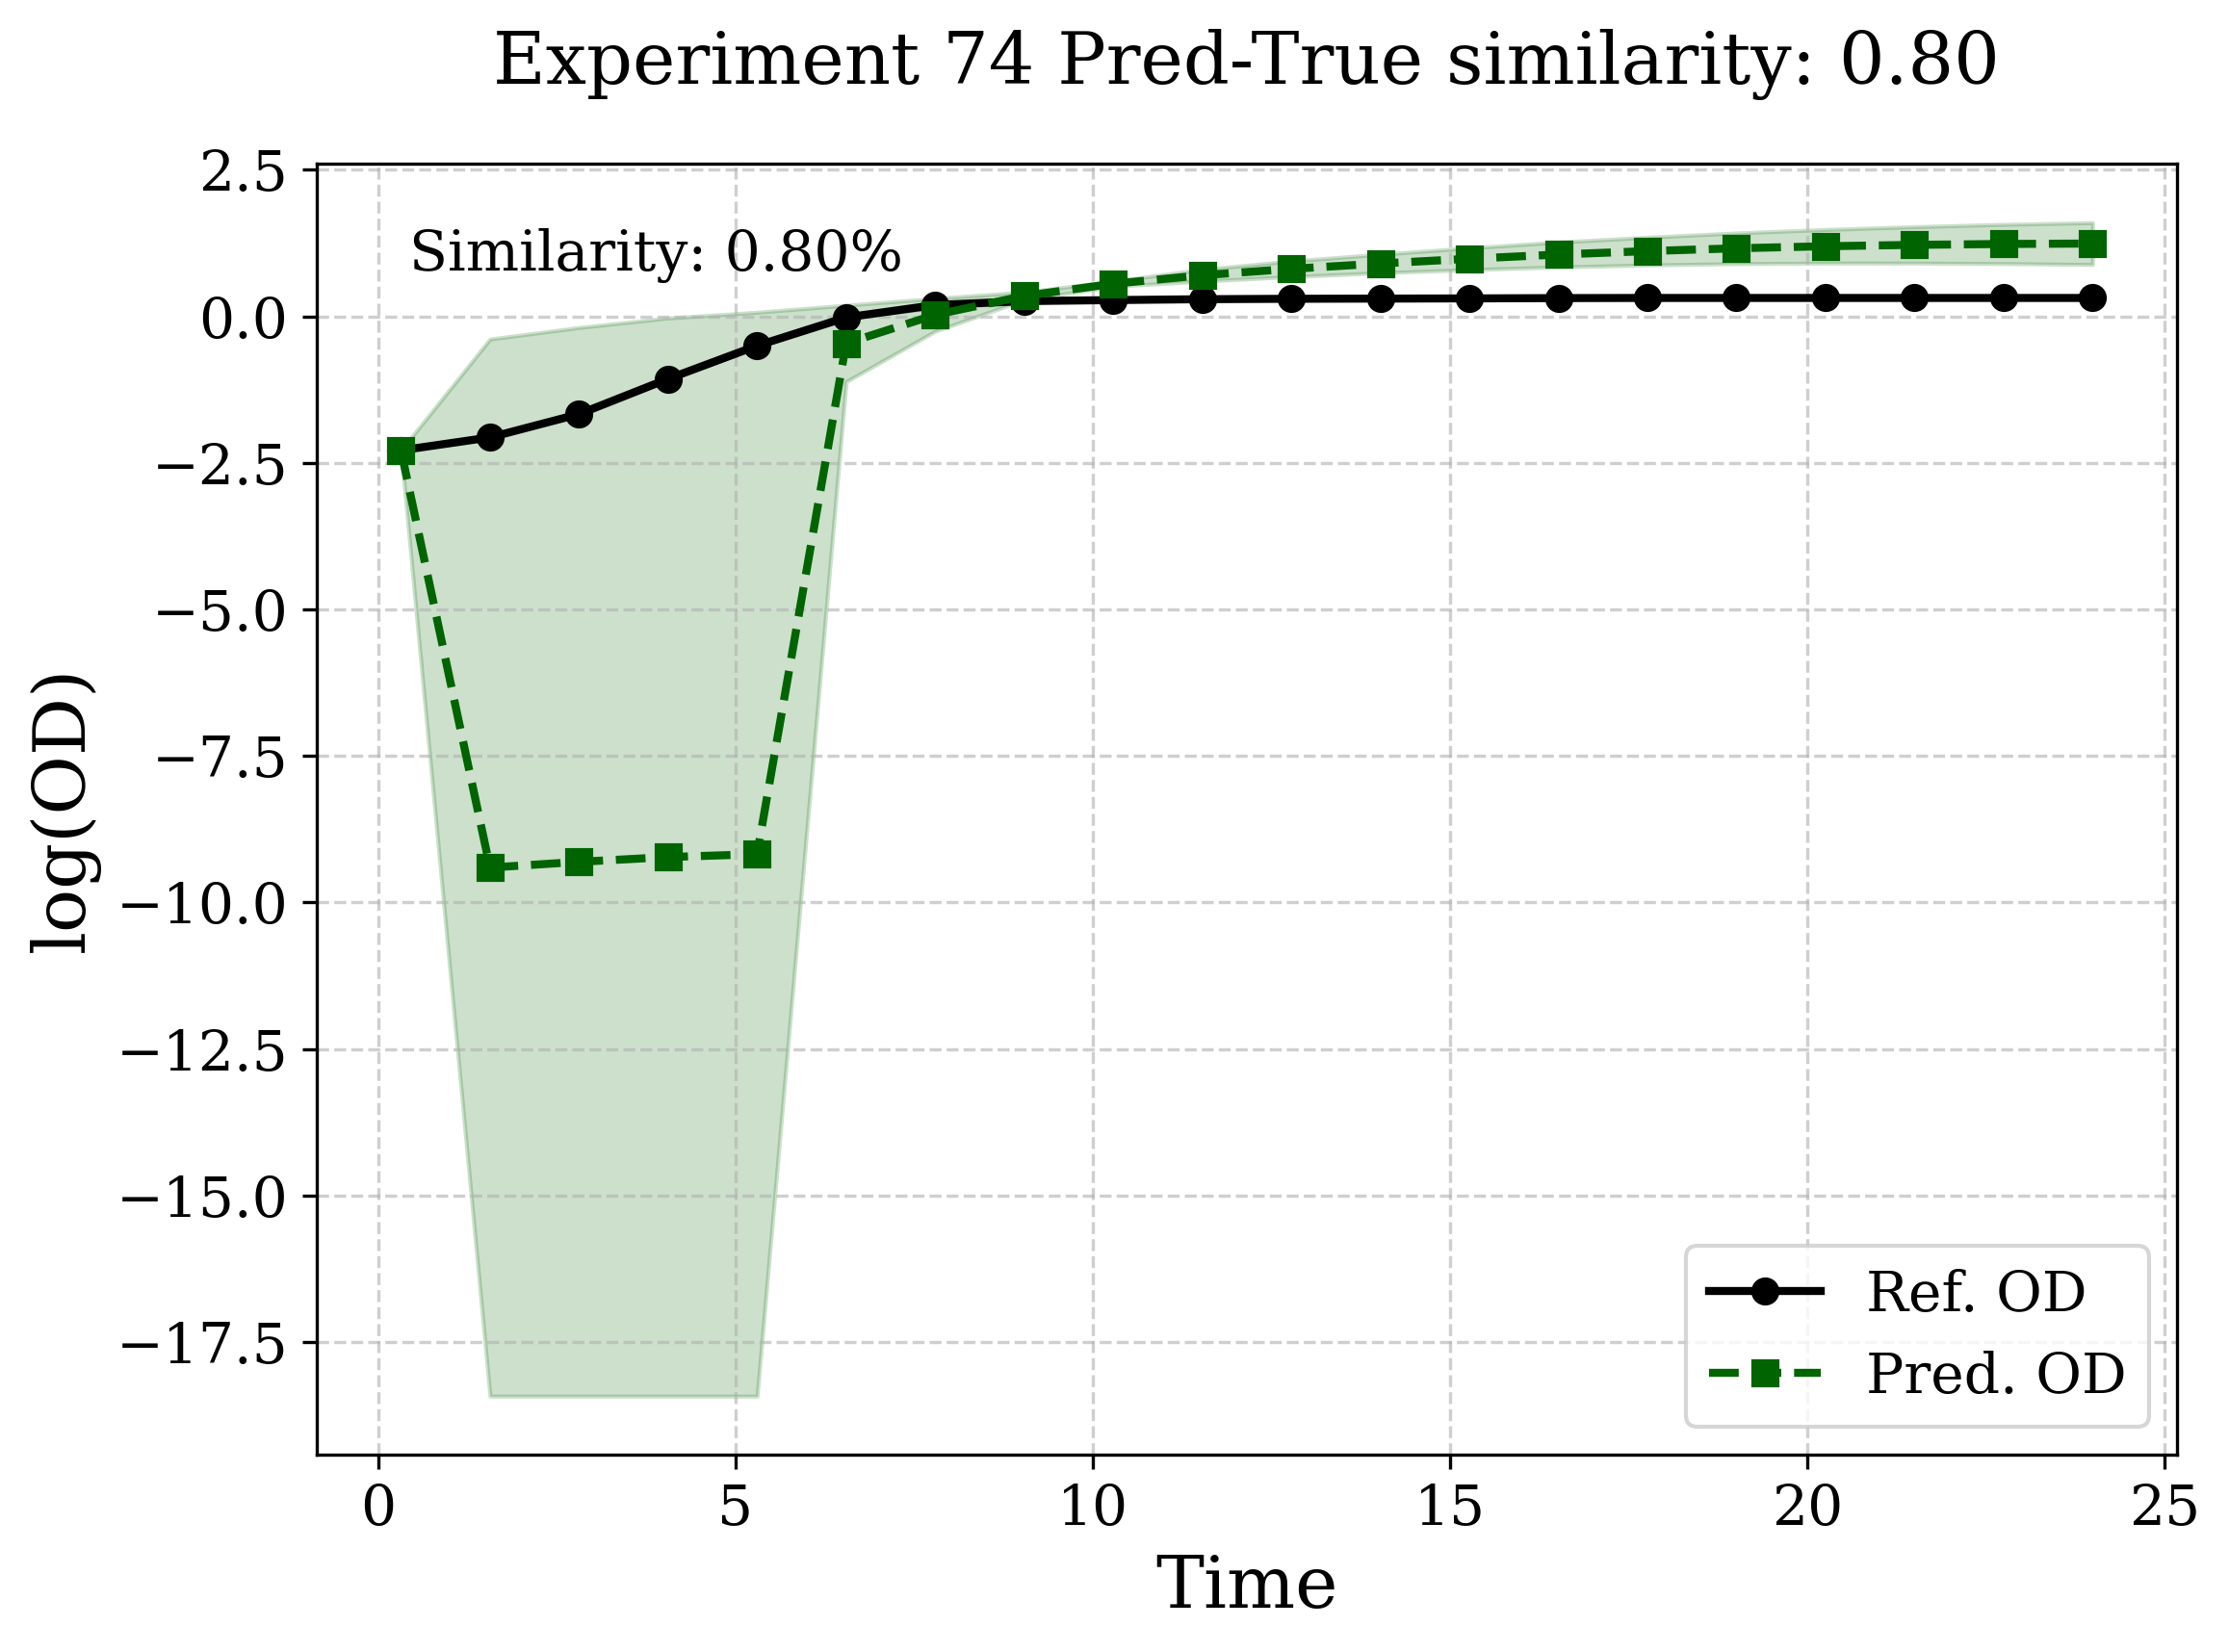 Experiment 74 Pred-True similarity: 0.80
Similarity: 0.80%
log(OD)
2.5
0.0
−2.5
−5.0
−7.5
−10.0
−12.5
−15.0
−17.5
Ref. OD
Pred. OD
0 5 10 15 20 25
Time